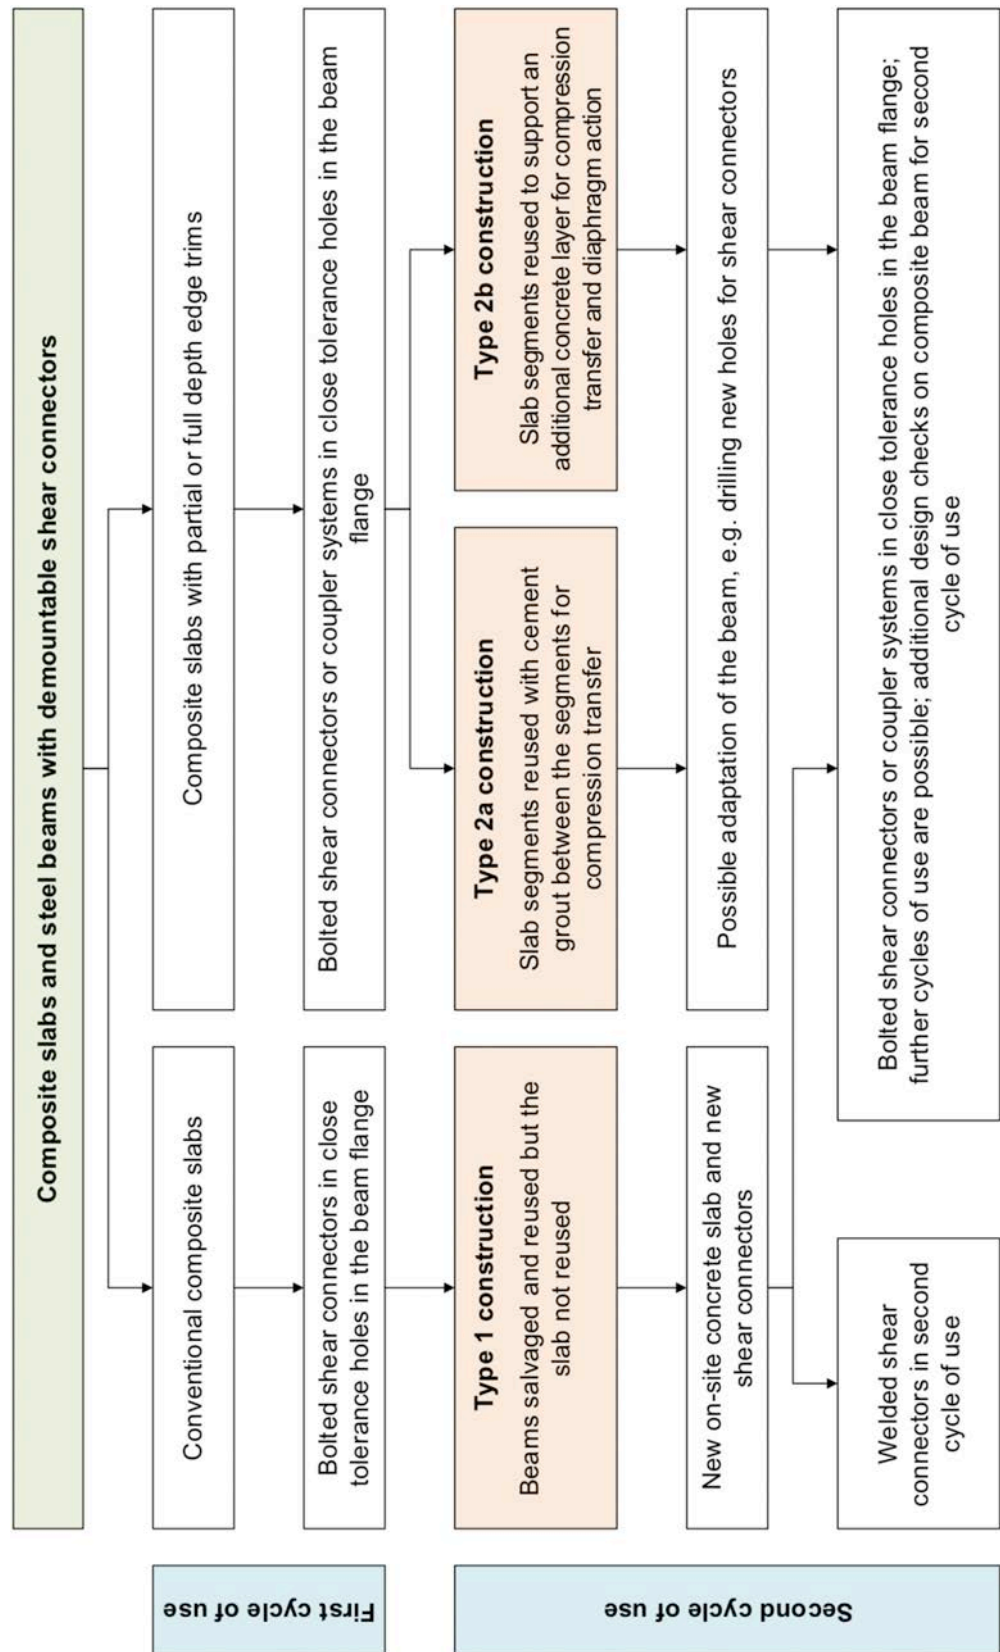 Composite slabs and steel beams with demountable shear connectors
First cycle of use
Conventional composite slabs
Composite slabs with partial or full depth edge trims
Bolted shear connectors in close
tolerance holes in the beam flange
Bolted shear connectors or coupler systems in close tolerance holes in the beam
flange
Second cycle of use
Type 1 construction
Beams salvaged and reused but the
slab not reused
Type 2a construction
Slab segments reused with cement
grout between the segments for
compression transfer
Type 2b construction
Slab segments reused to support an
additional concrete layer for compression
transfer and diaphragm action
New on-site concrete slab and new
shear connectors
Possible adaptation of the beam, e.g. drilling new holes for shear connectors
Welded shear
connectors in second
cycle of use
Bolted shear connectors or coupler systems in close tolerance holes in the beam flange;
further cycles of use are possible; additional design checks on composite beam for second
cycle of use